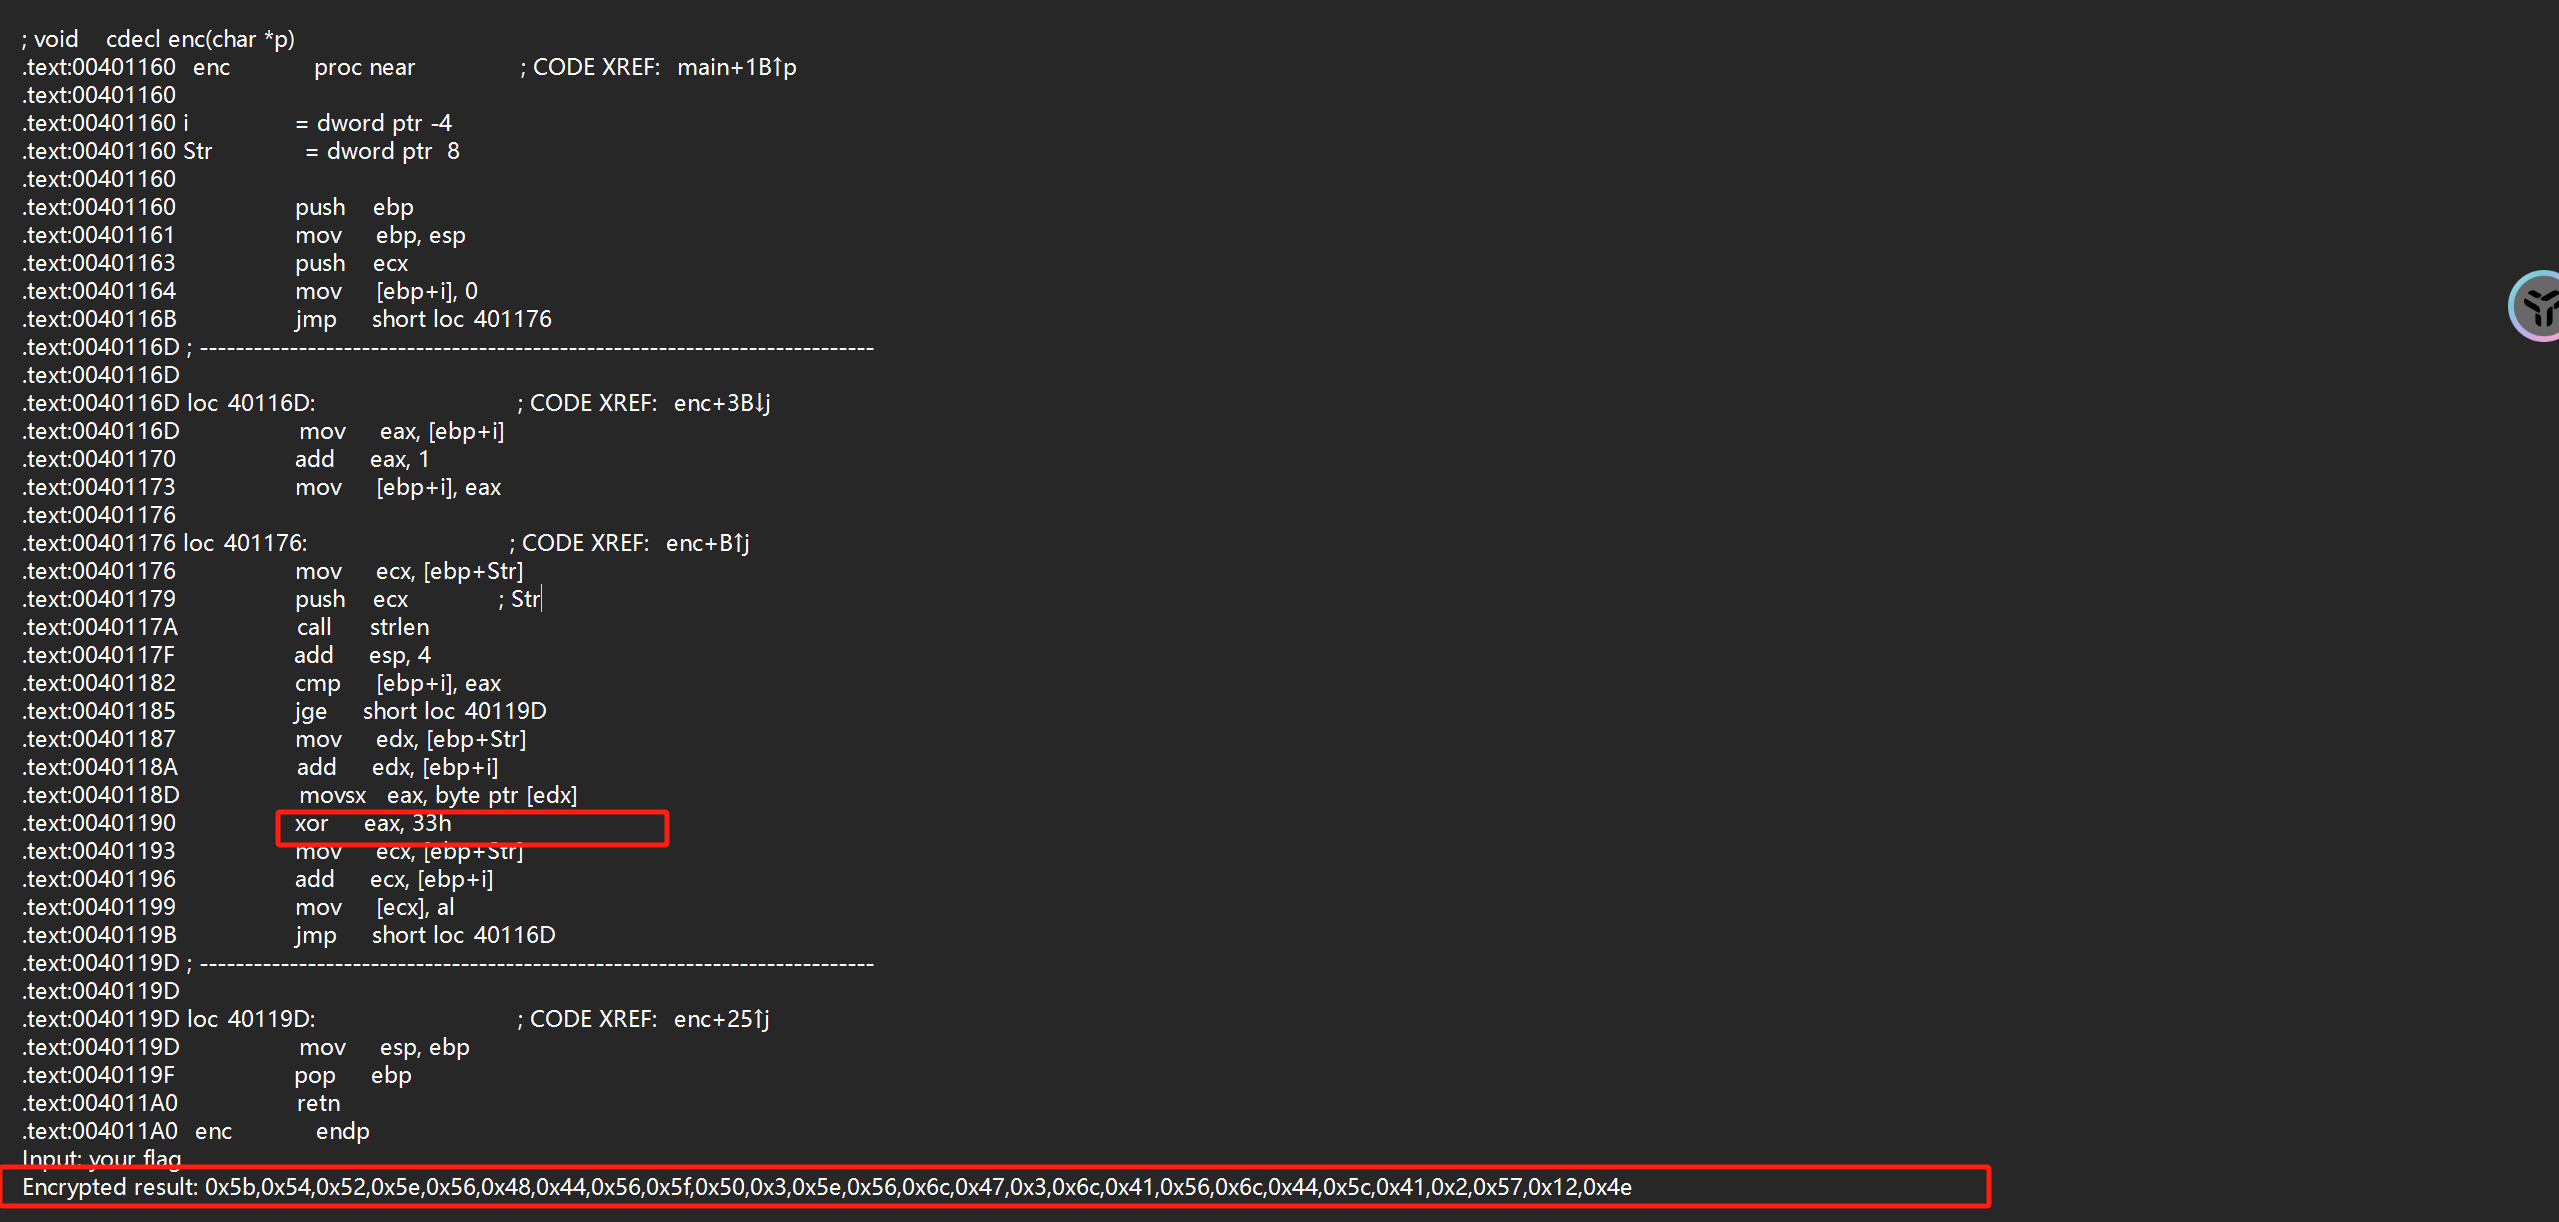 ; void    cdecl enc(char *p)
.text:00401160   enc             proc near                ; CODE XREF:   main+1B↑p
.text:00401160
.text:00401160 i                = dword ptr -4
.text:00401160 Str              = dword ptr  8
.text:00401160
.text:00401160                  push    ebp
.text:00401161                  mov     ebp, esp
.text:00401163                  push    ecx
.text:00401164                  mov     [ebp+i], 0
.text:0040116B                  jmp     short loc 401176
.text:0040116D ; ---------------------------------------------------------------------------
.text:0040116D
.text:0040116D loc 40116D:                               ; CODE XREF:   enc+3B↓j
.text:0040116D                  mov     eax, [ebp+i]
.text:00401170                  add     eax, 1
.text:00401173                  mov     [ebp+i], eax
.text:00401176
.text:00401176 loc 401176:                               ; CODE XREF:   enc+B↑j
.text:00401176                  mov     ecx, [ebp+Str]
.text:00401179                  push    ecx             ; Str
.text:0040117A                  call    strlen
.text:0040117F                  add     esp, 4
.text:00401182                  cmp     [ebp+i], eax
.text:00401185                  jge     short loc 40119D
.text:00401187                  mov     edx, [ebp+Str]
.text:0040118A                  add     edx, [ebp+i]
.text:0040118D                  movsx   eax, byte ptr [edx]
.text:00401190                  xor     eax, 33h
.text:00401193                  mov     ecx, [ebp+Str]
.text:00401196                  add     ecx, [ebp+i]
.text:00401199                  mov     [ecx], al
.text:0040119B                  jmp     short loc 40116D
.text:0040119D ; ---------------------------------------------------------------------------
.text:0040119D
.text:0040119D loc 40119D:                               ; CODE XREF:   enc+25↑j
.text:0040119D                  mov     esp, ebp
.text:0040119F                  pop     ebp
.text:004011A0                  retn
.text:004011A0   enc             endp
Input: your flag
Encrypted result: 0x5b,0x54,0x52,0x5e,0x56,0x48,0x44,0x56,0x5f,0x50,0x3,0x5e,0x56,0x6c,0x47,0x3,0x6c,0x41,0x56,0x6c,0x44,0x5c,0x41,0x2,0x57,0x12,0x4e